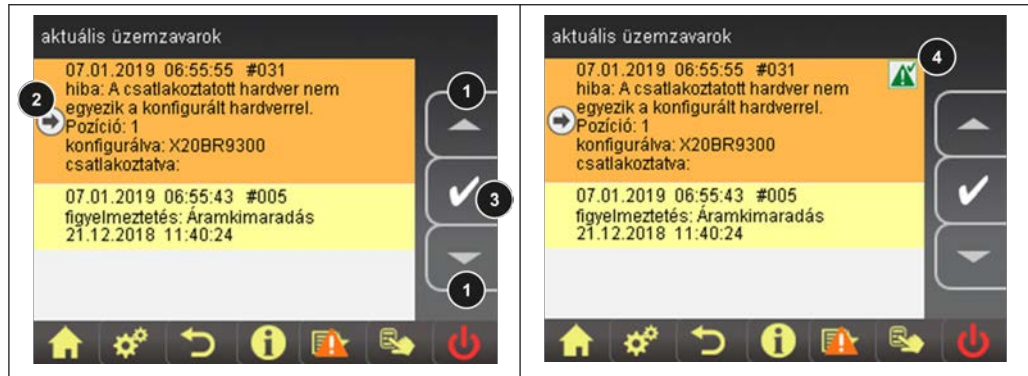 aktuális üzemzavarok
07.01.2019 06:55:55 #031
hiba: A csatlakoztatott hardver nem
egyezik a konfigurált hardverrel.
Pozíció: 1
konfigurálva: X20BR9300
csatlakoztatva:
07.01.2019 06:55:43 #005
figyelmeztetés: Áramkimaradás
21.12.2018 11:40:24
1
2
3
1
aktuális üzemzavarok
07.01.2019 06:55:55 #031
hiba: A csatlakoztatott hardver nem
egyezik a konfigurált hardverrel.
Pozíció: 1
konfigurálva: X20BR9300
csatlakoztatva:
07.01.2019 06:55:43 #005
figyelmeztetés: Áramkimaradás
21.12.2018 11:40:24
4